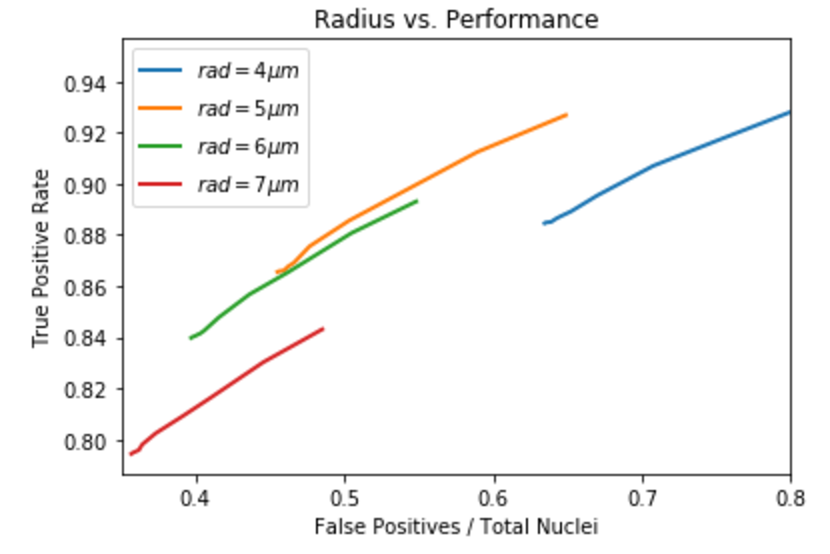 Radius vs. Performance
rad = 4μm
rad = 5μm
rad = 6μm
rad = 7μm
True Positive Rate
0.94
0.92
0.90
0.88
0.86
0.84
0.82
0.80
0.4 0.5 0.6 0.7 0.8
False Positives / Total Nuclei